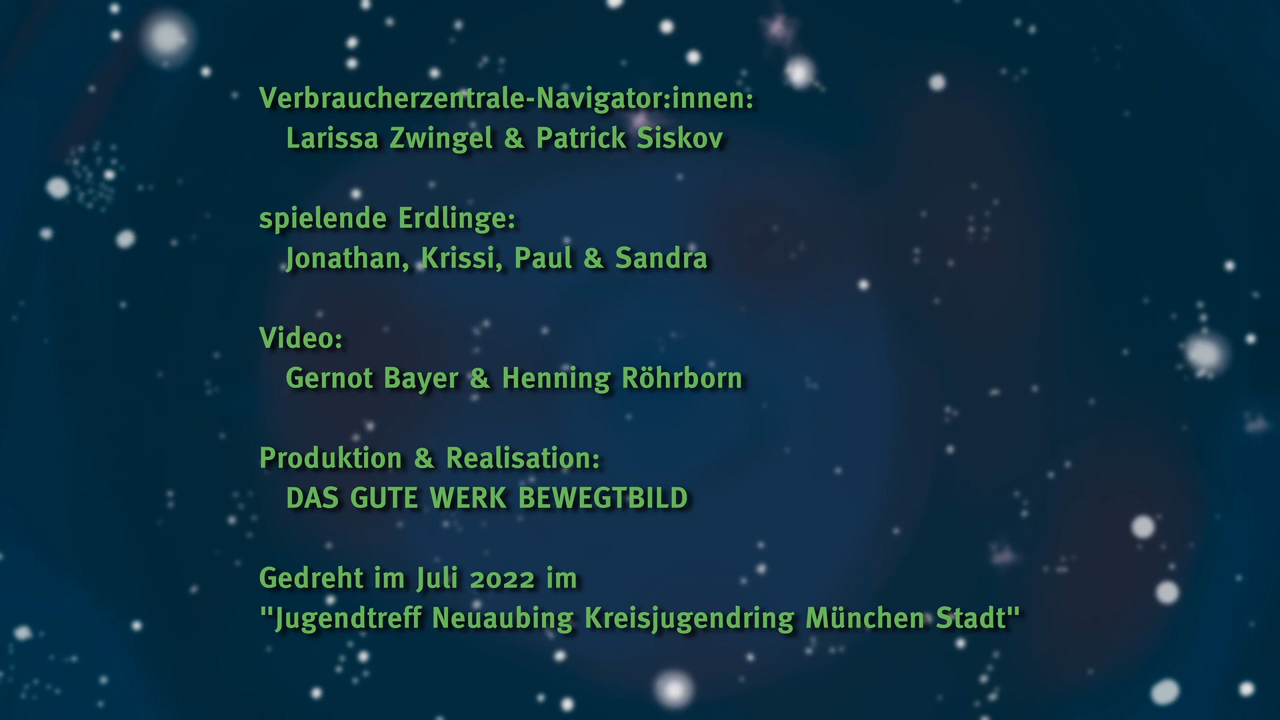 Verbraucherzentrale-Navigator:innen:
Larissa Zwingel & Patrick Siskov
spielende Erdlinge:
Jonathan, Krissi, Paul & Sandra
Video:
Gernot Bayer & Henning Röhrborn
Produktion & Realisation:
DAS GUTE WERK BEWEGTBILD
Gedreht im Juli 2022 im
"Jugendtreff Neuaubing Kreisjugendring München Stadt"